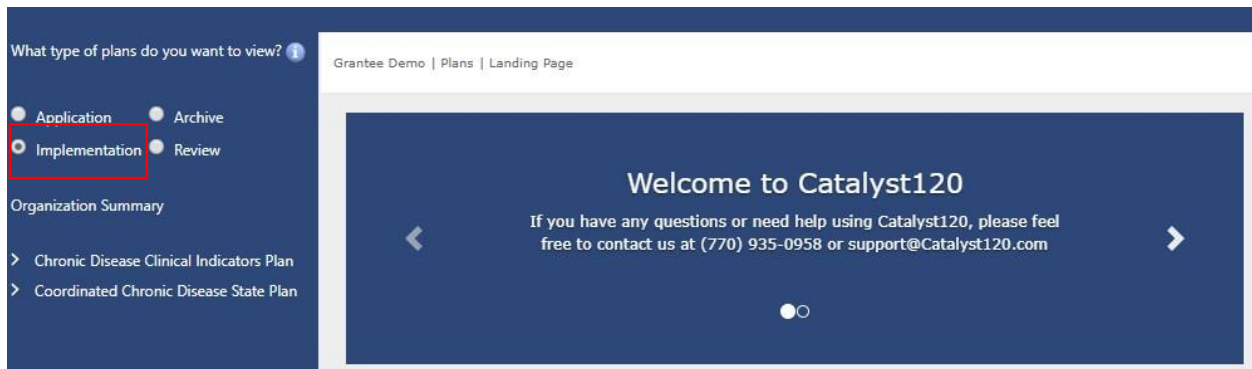 What type of plans do you want to view?
Grantee Demo | Plans | Landing Page
Application
Archive
Implementation
Review
Organization Summary
Chronic Disease Clinical Indicators Plan
Coordinated Chronic Disease State Plan
Welcome to Catalyst120
If you have any questions or need help using Catalyst120, please feel
free to contact us at (770) 935-0958 or support@Catalyst120.com